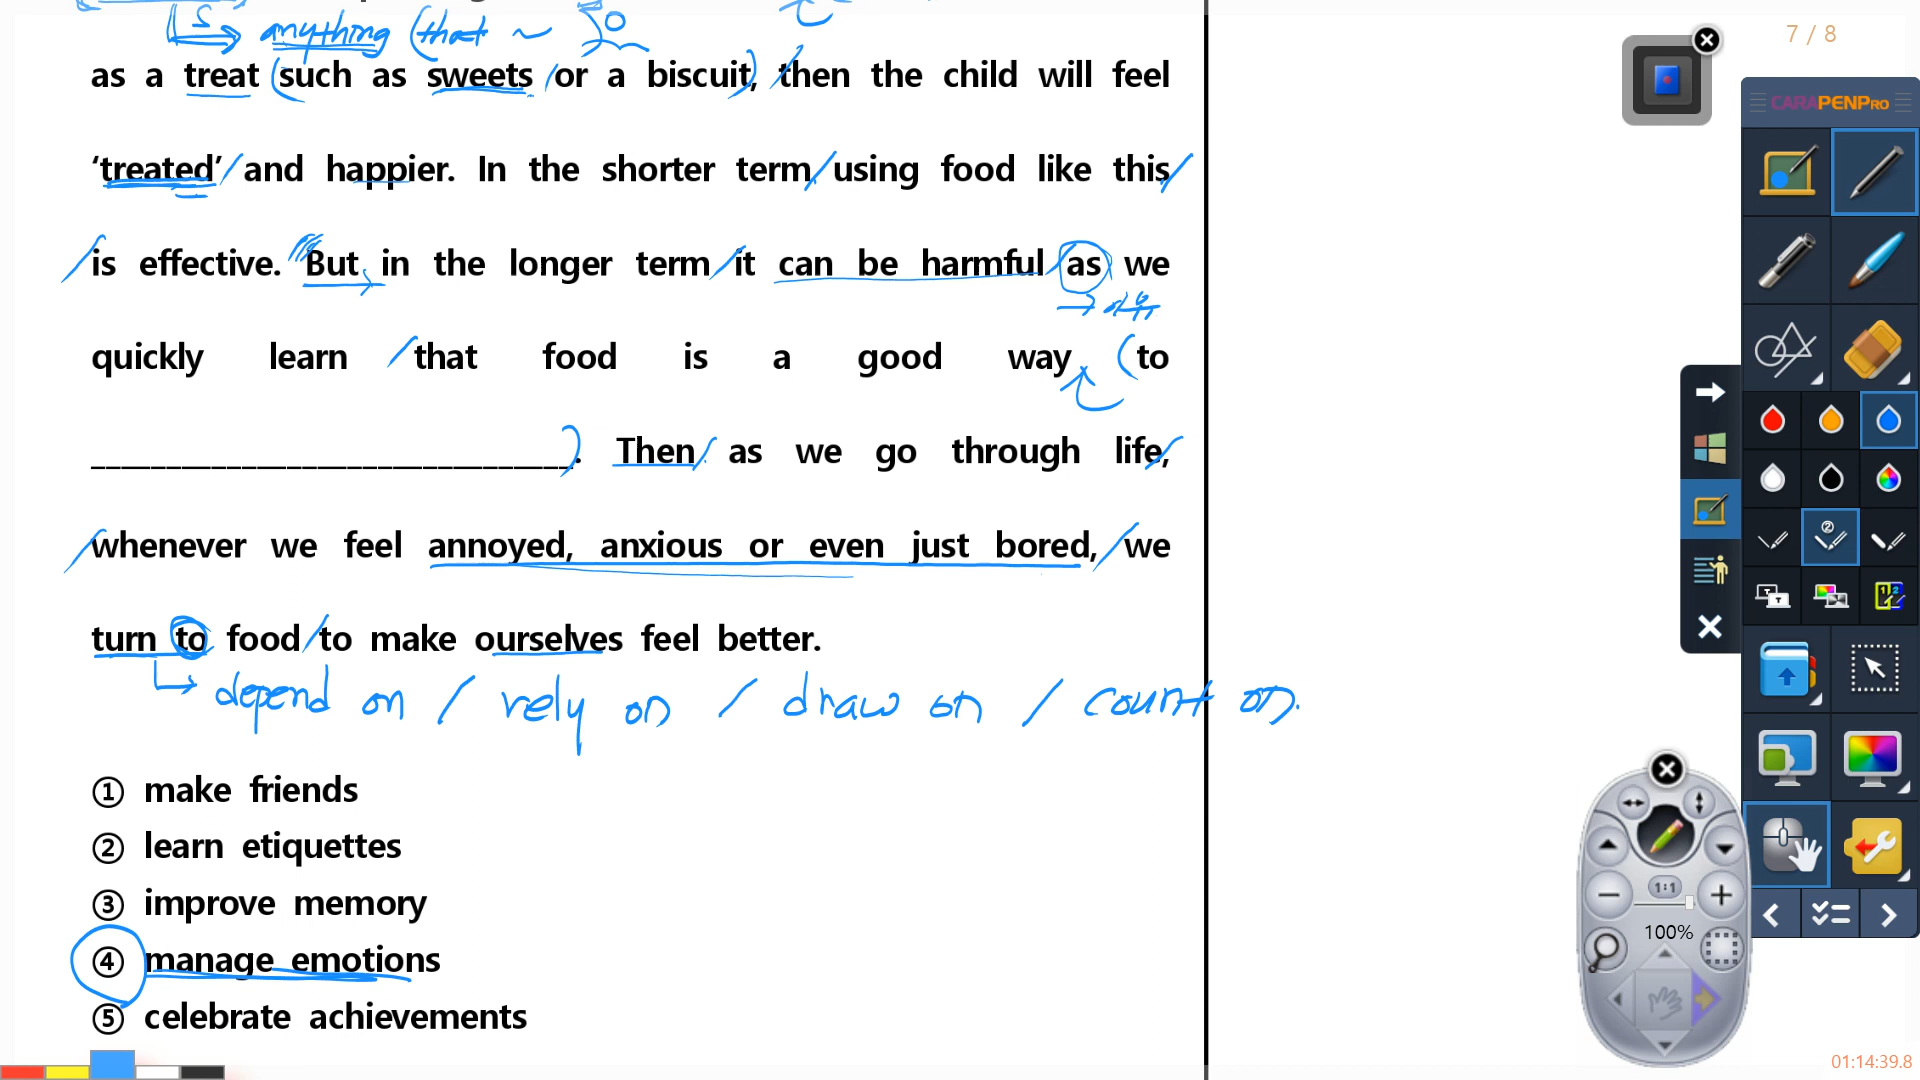 7 / 8
anything (that ~
as a treat (such as sweets or a biscuit), then the child will feel
‘treated’ and happier. In the shorter term, using food like this
is effective. But in the longer term it can be harmful as we
quickly learn that food is a good way to
______________________________. Then as we go through life,
whenever we feel annoyed, anxious or even just bored, we
turn to food to make ourselves feel better.
depend on / rely on / draw on / count on.
① make friends
② learn etiquettes
③ improve memory
④ manage emotions
⑤ celebrate achievements
CARAPENPRO
1:1
100%
01:14:39.8